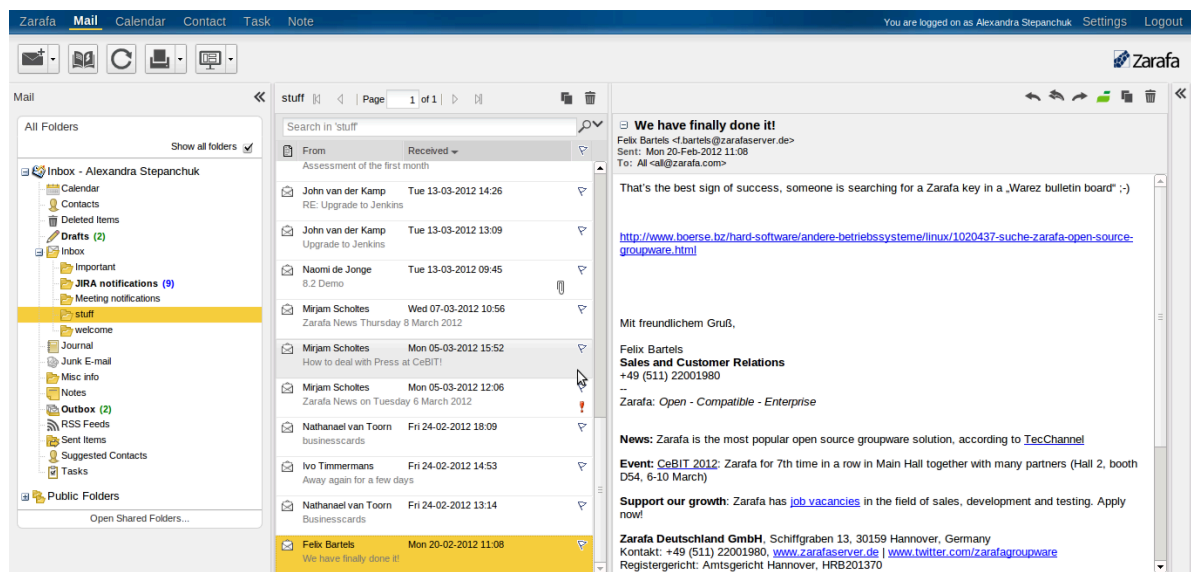 Zarafa Mail Calendar Contact Task Note
You are logged on as Alexandra Stepanchuk Settings Logout
Zarafa
Mail
All Folders
Show all folders
Inbox - Alexandra Stepanchuk
Calendar
Contacts
Deleted Items
Drafts (2)
Inbox
Important
JIRA notifications (9)
Meeting notifications
stuff
welcome
Journal
Junk E-mail
Misc info
Notes
Outbox (2)
RSS Feeds
Sent Items
Suggested Contacts
Tasks
Public Folders
Open Shared Folders...
stuff Page 1 of 1
Search in 'stuff'
From Received
Assessment of the first month
John van der Kamp Tue 13-03-2012 14:26
RE: Upgrade to Jenkins
John van der Kamp Tue 13-03-2012 13:09
Upgrade to Jenkins
Naomi de Jonge Tue 13-03-2012 09:45
8.2 Demo
Mirjam Scholtes Wed 07-03-2012 10:56
Zarafa News Thursday 8 March 2012
Mirjam Scholtes Mon 05-03-2012 15:52
How to deal with Press at CeBIT!
Mirjam Scholtes Mon 05-03-2012 12:06
Zarafa News on Tuesday 6 March 2012
Nathanael van Toorn Fri 24-02-2012 18:09
businesscards
Ivo Timmermans Fri 24-02-2012 14:53
Away again for a few days
Nathanael van Toorn Fri 24-02-2012 13:14
Businesscards
Felix Bartels Mon 20-02-2012 11:08
We have finally done it!
We have finally done it!
Felix Bartels <f.bartels@zarafaserver.de>
Sent: Mon 20-Feb-2012 11:08
To: All <all@zarafa.com>
That's the best sign of success, someone is searching for a Zarafa key in a „Warez bulletin board“ ;-)
http://www.boerse.bz/hard-software/andere-betriebssysteme/linux/1020437-suche-zarafa-open-source-
groupware.html
Mit freundlichem Gruß,
Felix Bartels
Sales and Customer Relations
+49 (511) 22001980
--
Zarafa: Open - Compatible - Enterprise
News: Zarafa is the most popular open source groupware solution, according to TecChannel
Event: CeBIT 2012: Zarafa for 7th time in a row in Main Hall together with many partners (Hall 2, booth
D54, 6-10 March)
Support our growth: Zarafa has job vacancies in the field of sales, development and testing. Apply
now!
Zarafa Deutschland GmbH, Schiffgraben 13, 30159 Hannover, Germany
Kontakt: +49 (511) 22001980, www.zarafaserver.de | www.twitter.com/zarafagroupware
Registergericht: Amtsgericht Hannover, HRB201370